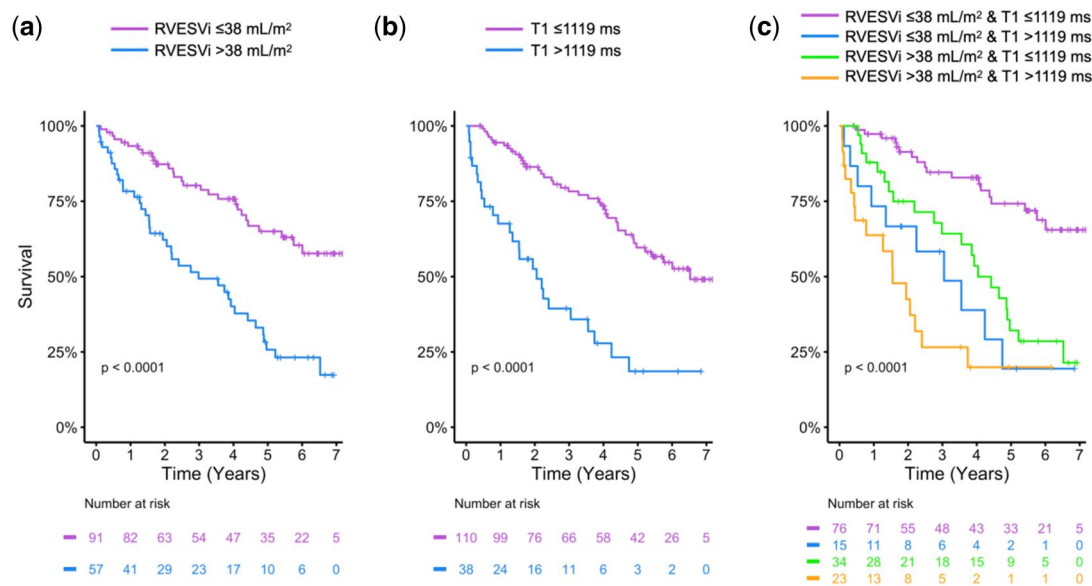 (a)
RVESVi ≤38 mL/m²
RVESVi >38 mL/m²
(b)
T1 ≤1119 ms
T1 >1119 ms
(c)
RVESVi ≤38 mL/m² & T1 ≤1119 ms
RVESVi ≤38 mL/m² & T1 >1119 ms
RVESVi >38 mL/m² & T1 ≤1119 ms
RVESVi >38 mL/m² & T1 >1119 ms
Survival
100%
75%
50%
25%
0%
p < 0.0001
0 1 2 3 4 5 6 7
Time (Years)
Number at risk
91 82 63 54 47 35 22 5
57 41 29 23 17 10 6 0
100%
75%
50%
25%
0%
p < 0.0001
0 1 2 3 4 5 6 7
Time (Years)
Number at risk
110 99 76 66 58 42 26 5
38 24 16 11 6 3 2 0
100%
75%
50%
25%
0%
p < 0.0001
0 1 2 3 4 5 6 7
Time (Years)
Number at risk
76 71 55 48 43 33 21 5
15 11 8 6 4 2 1 0
34 28 21 18 15 9 5 0
23 13 8 5 2 1 1 0